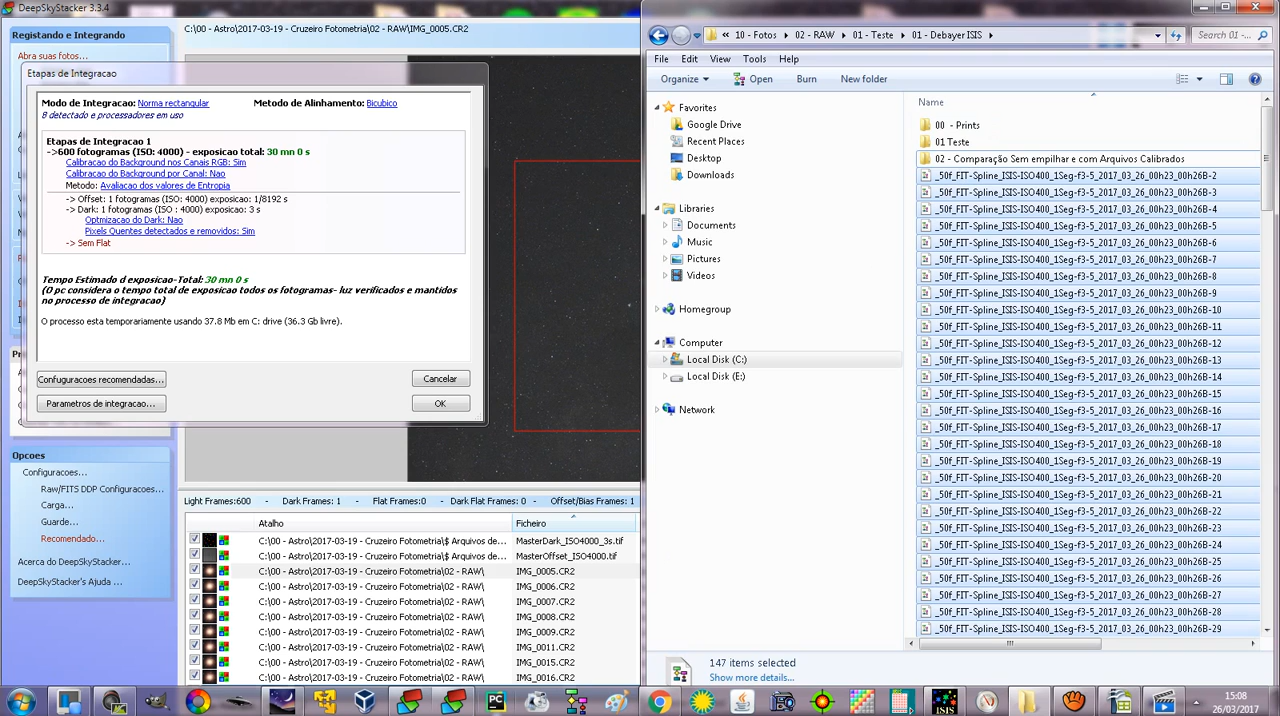 DeepSkyStacker 3.3.4
Registando e Integrando
Abra suas fotos...
C:\00 - Astro\2017-03-19 - Cruzeiro Fotometria\02 - RAW\IMG_0005.CR2
Etapas de Integracao
Modo de Integracao: Norma rectangular Metodo de Alinhamento: Bicubico
8 detectado e processadores em uso
Etapas de Integracao 1
->600 fotogramas (ISO: 4000) - exposicao total: 30 mn 0 s
Calibracao do Background nos Canais RGB: Sim
Calibracao do Background por Canal: Nao
Metodo: Avaliacao dos valores de Entropia
-> Offset: 1 fotogramas (ISO: 4000) exposicao: 1/8192 s
-> Dark: 1 fotogramas (ISO : 4000) exposicao: 3 s
Optmizacao do Dark: Nao
Pixels Quentes detectados e removidos: Sim
-> Sem Flat
Tempo Estimado d exposicao-Total: 30 mn 0 s
(O pc considera o tempo total de exposicao todos os fotogramas- luz verificados e mantidos
no processo de integracao)
O processo esta temporariamente usando 37.8 Mb em C: drive (36.3 Gb livre).
Confuguracoes recomendadas...
Cancelar
Parametros de integracao...
OK
Opcoes
Configuracoes...
Raw/FITS DDP Configuracoes...
Carga...
Guarde...
Recomendado...
Acerca do DeepSkyStacker...
DeepSkyStacker's Ajuda ...
Light Frames:600 - Dark Frames: 1 - Flat Frames:0 - Dark Flat Frames: 0 - Offset/Bias Frames: 1
Atalho Ficheiro
C:\00 - Astro\2017-03-19 - Cruzeiro Fotometria\$ Arquivos de... MasterDark_ISO4000_3s.tif
C:\00 - Astro\2017-03-19 - Cruzeiro Fotometria\$ Arquivos de... MasterOffset_ISO4000.tif
C:\00 - Astro\2017-03-19 - Cruzeiro Fotometria\02 - RAW\ IMG_0005.CR2
C:\00 - Astro\2017-03-19 - Cruzeiro Fotometria\02 - RAW\ IMG_0006.CR2
C:\00 - Astro\2017-03-19 - Cruzeiro Fotometria\02 - RAW\ IMG_0007.CR2
C:\00 - Astro\2017-03-19 - Cruzeiro Fotometria\02 - RAW\ IMG_0008.CR2
C:\00 - Astro\2017-03-19 - Cruzeiro Fotometria\02 - RAW\ IMG_0009.CR2
C:\00 - Astro\2017-03-19 - Cruzeiro Fotometria\02 - RAW\ IMG_0011.CR2
C:\00 - Astro\2017-03-19 - Cruzeiro Fotometria\02 - RAW\ IMG_0015.CR2
C:\00 - Astro\2017-03-19 - Cruzeiro Fotometria\02 - RAW\ IMG_0016.CR2
« 10 - Fotos 02 - RAW 01 - Teste 01 - Debayer ISIS
Search 01 - ...
File Edit View Tools Help
Organize Open Burn New folder
Favorites
Google Drive
Recent Places
Desktop
Downloads
Libraries
Documents
Music
Pictures
Videos
Homegroup
Computer
Local Disk (C:)
Local Disk (E:)
Network
Name
00 - Prints
01 Teste
02 - Comparação Sem empilhar e com Arquivos Calibrados
_50f_FIT-Spline_ISIS-ISO400_1Seg-f3-5_2017_03_26_00h23_00h26B-2
_50f_FIT-Spline_ISIS-ISO400_1Seg-f3-5_2017_03_26_00h23_00h26B-3
_50f_FIT-Spline_ISIS-ISO400_1Seg-f3-5_2017_03_26_00h23_00h26B-4
_50f_FIT-Spline_ISIS-ISO400_1Seg-f3-5_2017_03_26_00h23_00h26B-5
_50f_FIT-Spline_ISIS-ISO400_1Seg-f3-5_2017_03_26_00h23_00h26B-6
_50f_FIT-Spline_ISIS-ISO400_1Seg-f3-5_2017_03_26_00h23_00h26B-7
_50f_FIT-Spline_ISIS-ISO400_1Seg-f3-5_2017_03_26_00h23_00h26B-8
_50f_FIT-Spline_ISIS-ISO400_1Seg-f3-5_2017_03_26_00h23_00h26B-9
_50f_FIT-Spline_ISIS-ISO400_1Seg-f3-5_2017_03_26_00h23_00h26B-10
_50f_FIT-Spline_ISIS-ISO400_1Seg-f3-5_2017_03_26_00h23_00h26B-11
_50f_FIT-Spline_ISIS-ISO400_1Seg-f3-5_2017_03_26_00h23_00h26B-12
_50f_FIT-Spline_ISIS-ISO400_1Seg-f3-5_2017_03_26_00h23_00h26B-13
_50f_FIT-Spline_ISIS-ISO400_1Seg-f3-5_2017_03_26_00h23_00h26B-14
_50f_FIT-Spline_ISIS-ISO400_1Seg-f3-5_2017_03_26_00h23_00h26B-15
_50f_FIT-Spline_ISIS-ISO400_1Seg-f3-5_2017_03_26_00h23_00h26B-16
_50f_FIT-Spline_ISIS-ISO400_1Seg-f3-5_2017_03_26_00h23_00h26B-17
_50f_FIT-Spline_ISIS-ISO400_1Seg-f3-5_2017_03_26_00h23_00h26B-18
_50f_FIT-Spline_ISIS-ISO400_1Seg-f3-5_2017_03_26_00h23_00h26B-19
_50f_FIT-Spline_ISIS-ISO400_1Seg-f3-5_2017_03_26_00h23_00h26B-20
_50f_FIT-Spline_ISIS-ISO400_1Seg-f3-5_2017_03_26_00h23_00h26B-21
_50f_FIT-Spline_ISIS-ISO400_1Seg-f3-5_2017_03_26_00h23_00h26B-22
_50f_FIT-Spline_ISIS-ISO400_1Seg-f3-5_2017_03_26_00h23_00h26B-23
_50f_FIT-Spline_ISIS-ISO400_1Seg-f3-5_2017_03_26_00h23_00h26B-24
_50f_FIT-Spline_ISIS-ISO400_1Seg-f3-5_2017_03_26_00h23_00h26B-25
_50f_FIT-Spline_ISIS-ISO400_1Seg-f3-5_2017_03_26_00h23_00h26B-26
_50f_FIT-Spline_ISIS-ISO400_1Seg-f3-5_2017_03_26_00h23_00h26B-27
_50f_FIT-Spline_ISIS-ISO400_1Seg-f3-5_2017_03_26_00h23_00h26B-28
_50f_FIT-Spline_ISIS-ISO400_1Seg-f3-5_2017_03_26_00h23_00h26B-29
147 items selected
Show more details...
PC
ISIS
15:08
26/03/2017